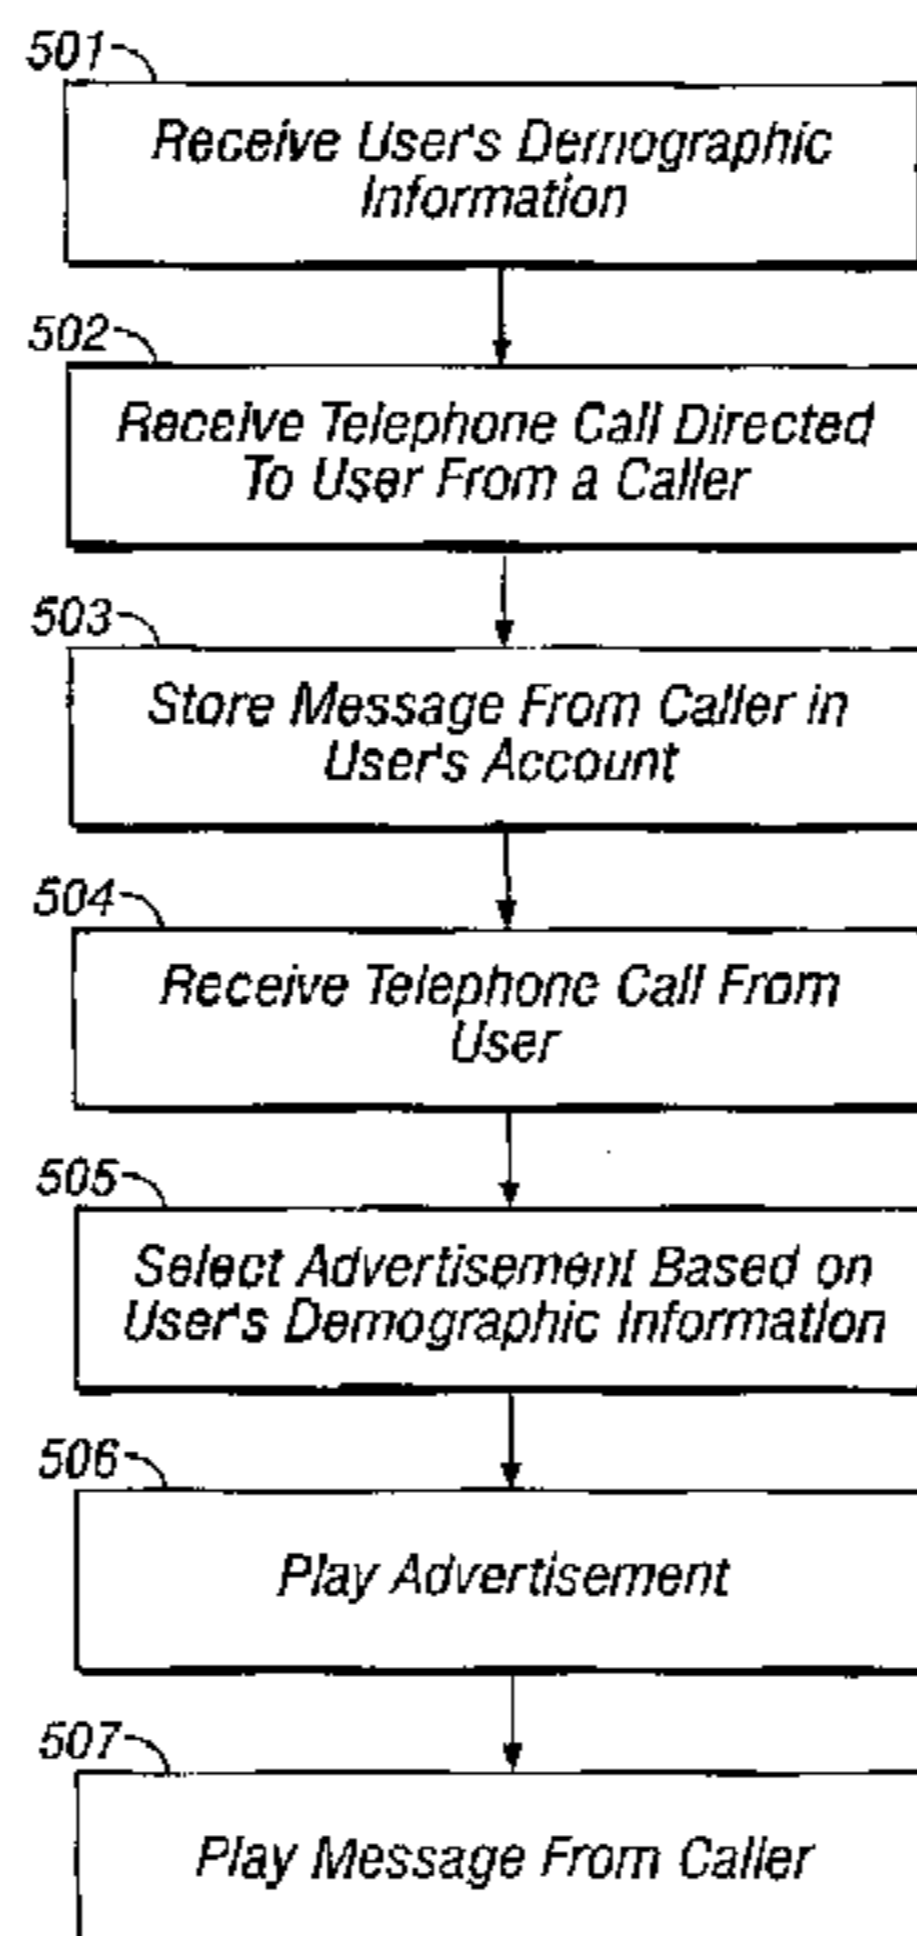 501
Receive User's Demographic
Information
502
Receive Telephone Call Directed
To User From a Caller
503
Store Message From Caller in
User's Account
504
Receive Telephone Call From
User
505
Select Advertisement Based on
User's Demographic Information
506
Play Advertisement
507
Play Message From Caller